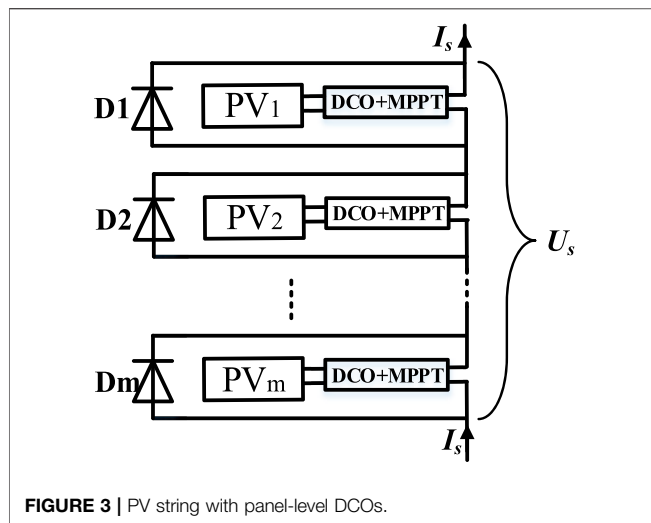 Is
D1
PV1
DCO+MPPT
D2
PV2
DCO+MPPT
Us
Dm
PVm
DCO+MPPT
Is
FIGURE 3 | PV string with panel-level DCOs.